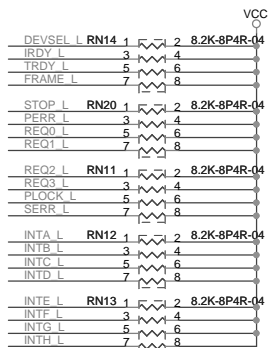 VCC
DEVSEL_L RN14 1 2 8.2K-8P4R-04
IRDY_L 3 4
TRDY_L 5 6
FRAME_L 7 8
STOP_L RN20 1 2 8.2K-8P4R-04
PERR_L 3 4
REQ0_L 5 6
REQ1_L 7 8
REQ2_L RN11 1 2 8.2K-8P4R-04
REQ3_L 3 4
PLOCK_L 5 6
SERR_L 7 8
INTA_L RN12 1 2 8.2K-8P4R-04
INTB_L 3 4
INTC_L 5 6
INTD_L 7 8
INTE_L RN13 1 2 8.2K-8P4R-04
INTF_L 3 4
INTG_L 5 6
INTH_L 7 8